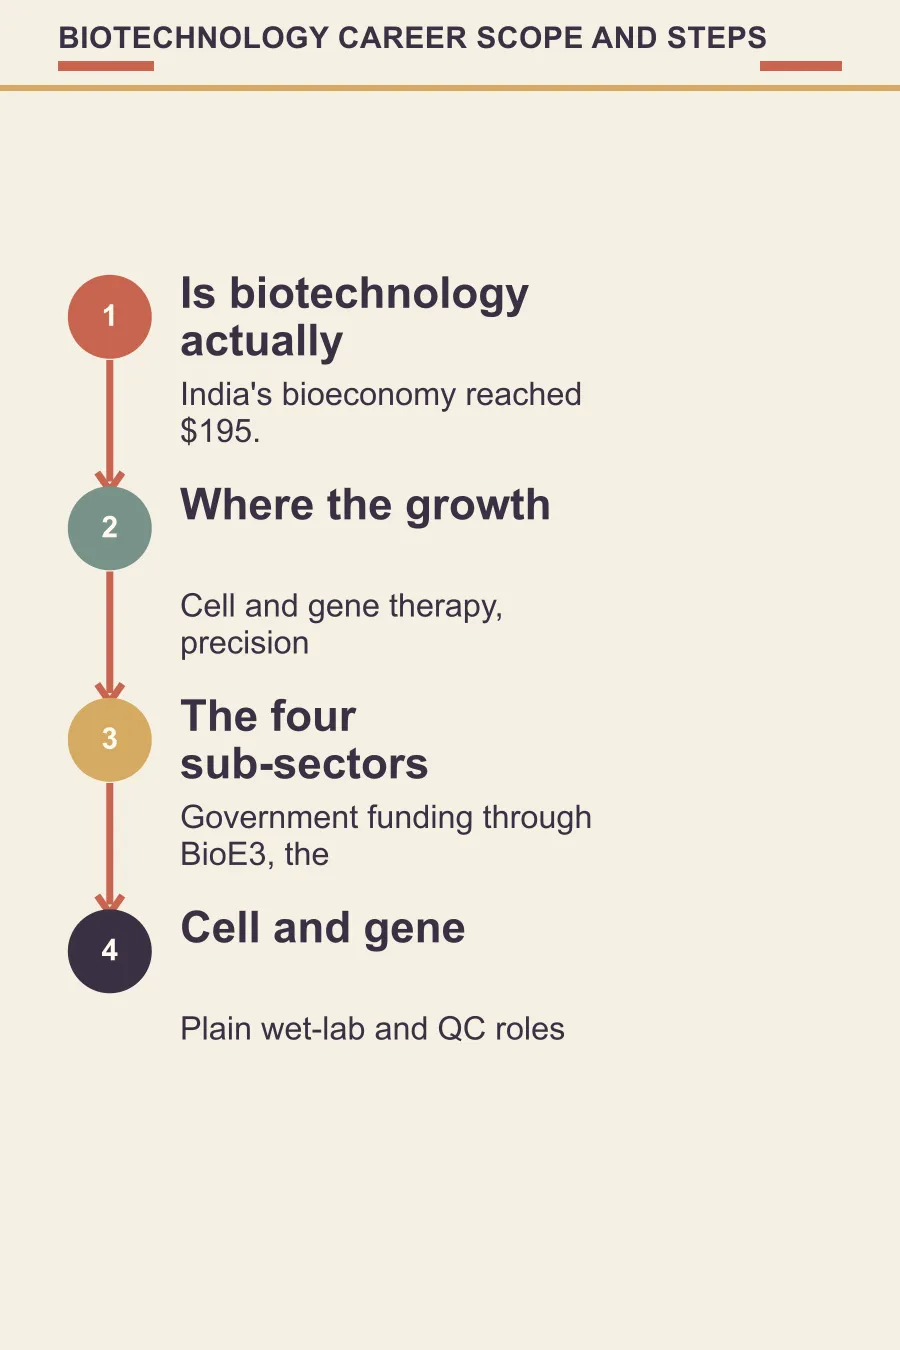 BIOTECHNOLOGY CAREER SCOPE AND STEPS
1
Is biotechnology
actually
India's bioeconomy reached
$195.
2
Where the growth
Cell and gene therapy,
precision
3
The four
sub-sectors
Government funding through
BioE3, the
4
Cell and gene
Plain wet-lab and QC roles